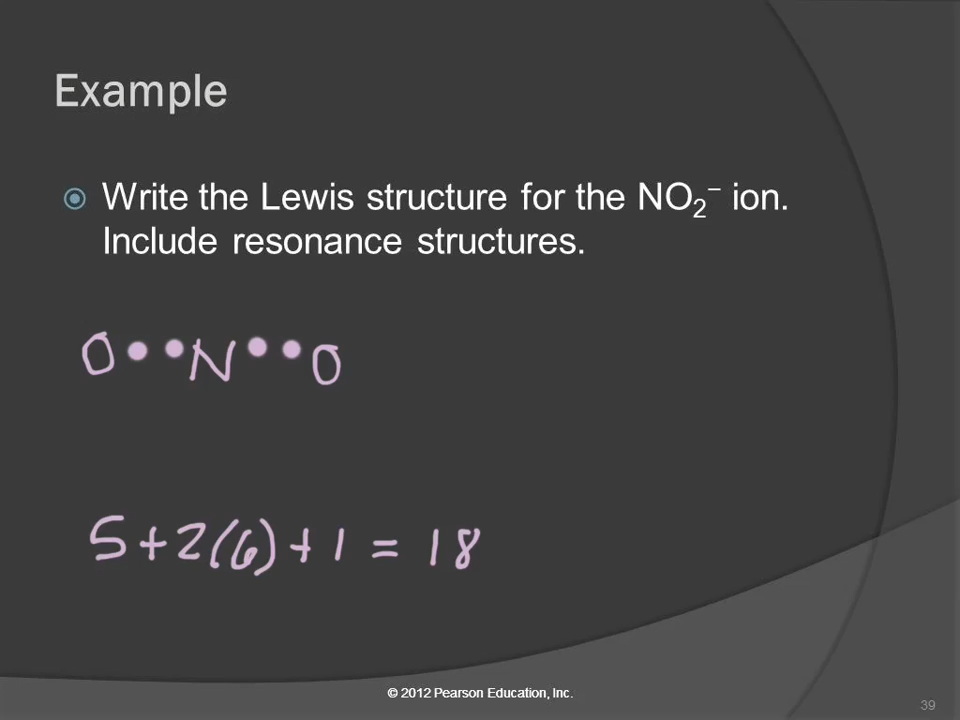 Example
Write the Lewis structure for the NO₂⁻ ion.
Include resonance structures.
O••N••O
5+2(6)+1=18
© 2012 Pearson Education, Inc.
39